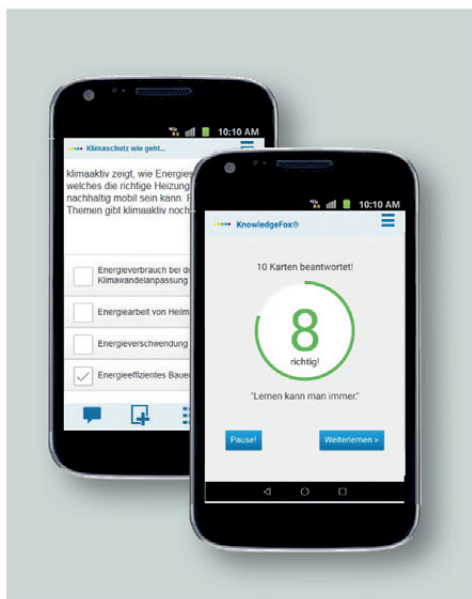 10:10 AM
Klimaschutz wie geht...
klimaaktiv zeigt, wie Energies
welches die richtige Heizung
nachhaltig mobil sein kann.
Themen gibt klimaaktiv noch
Energieverbrauch bei de
Klimawandelanpassung
Energiearbeit von Heim
Energieverschwendung
Energieeffizientes Baue
10:10 AM
KnowledgeFox®
10 Karten beantwortet!
8
richtig!
"Lernen kann man immer."
Pause!
Weiterlernen >